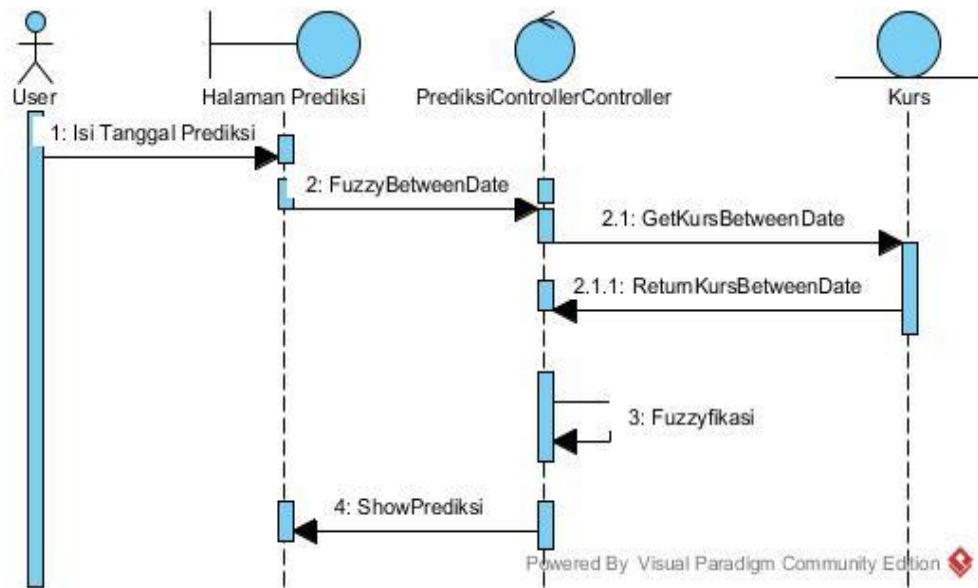 User
Halaman Prediksi
PrediksiControllerController
Kurs
1: Isi Tanggal Prediksi
2: FuzzyBetweenDate
2.1: GetKursBetweenDate
2.1.1: ReturnKursBetweenDate
3: Fuzzyfikasi
4: ShowPrediksi
Powered By Visual Paradigm Community Edition